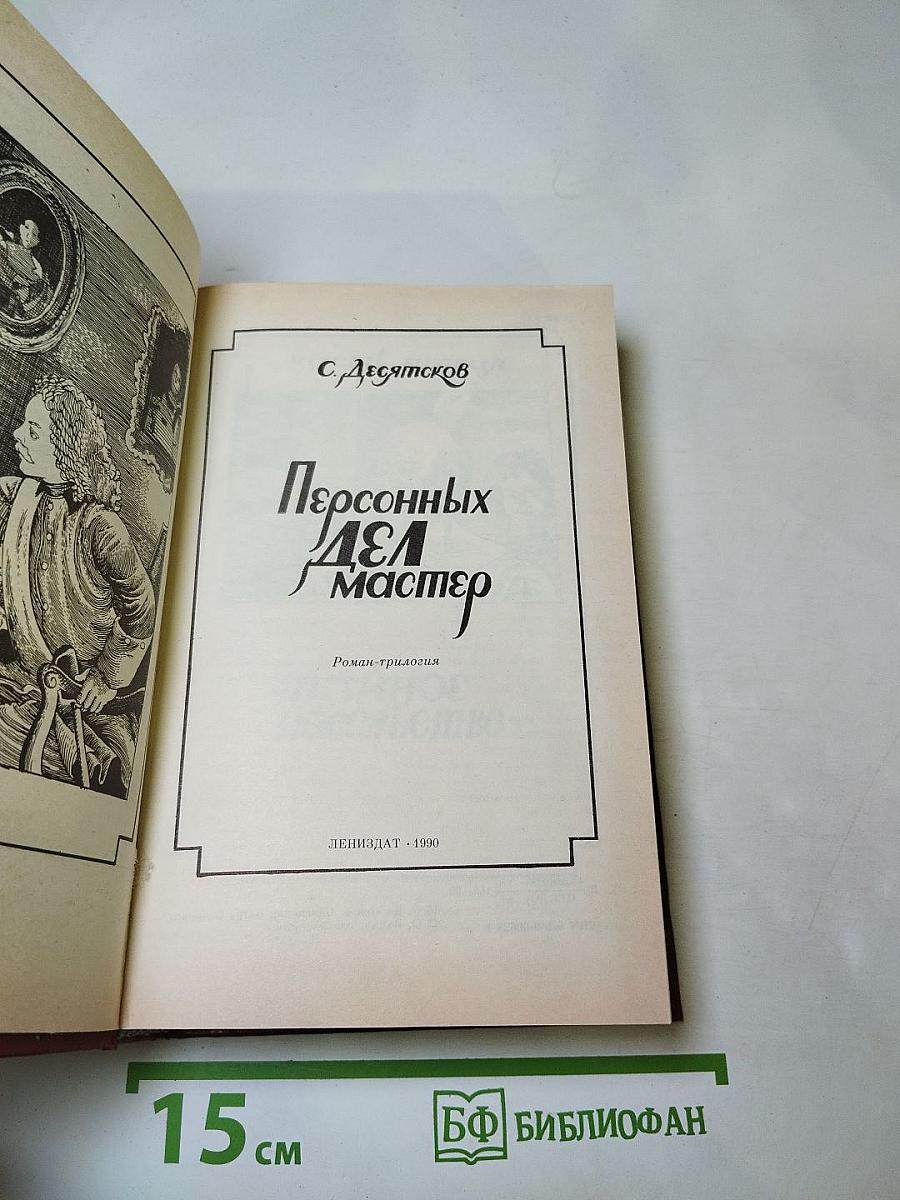 С. Десятсков
Персонных
дел
мастер
Роман-трилогия
ЛЕНИЗДАТ · 1990
15 см
БФ БИБЛИОФАН